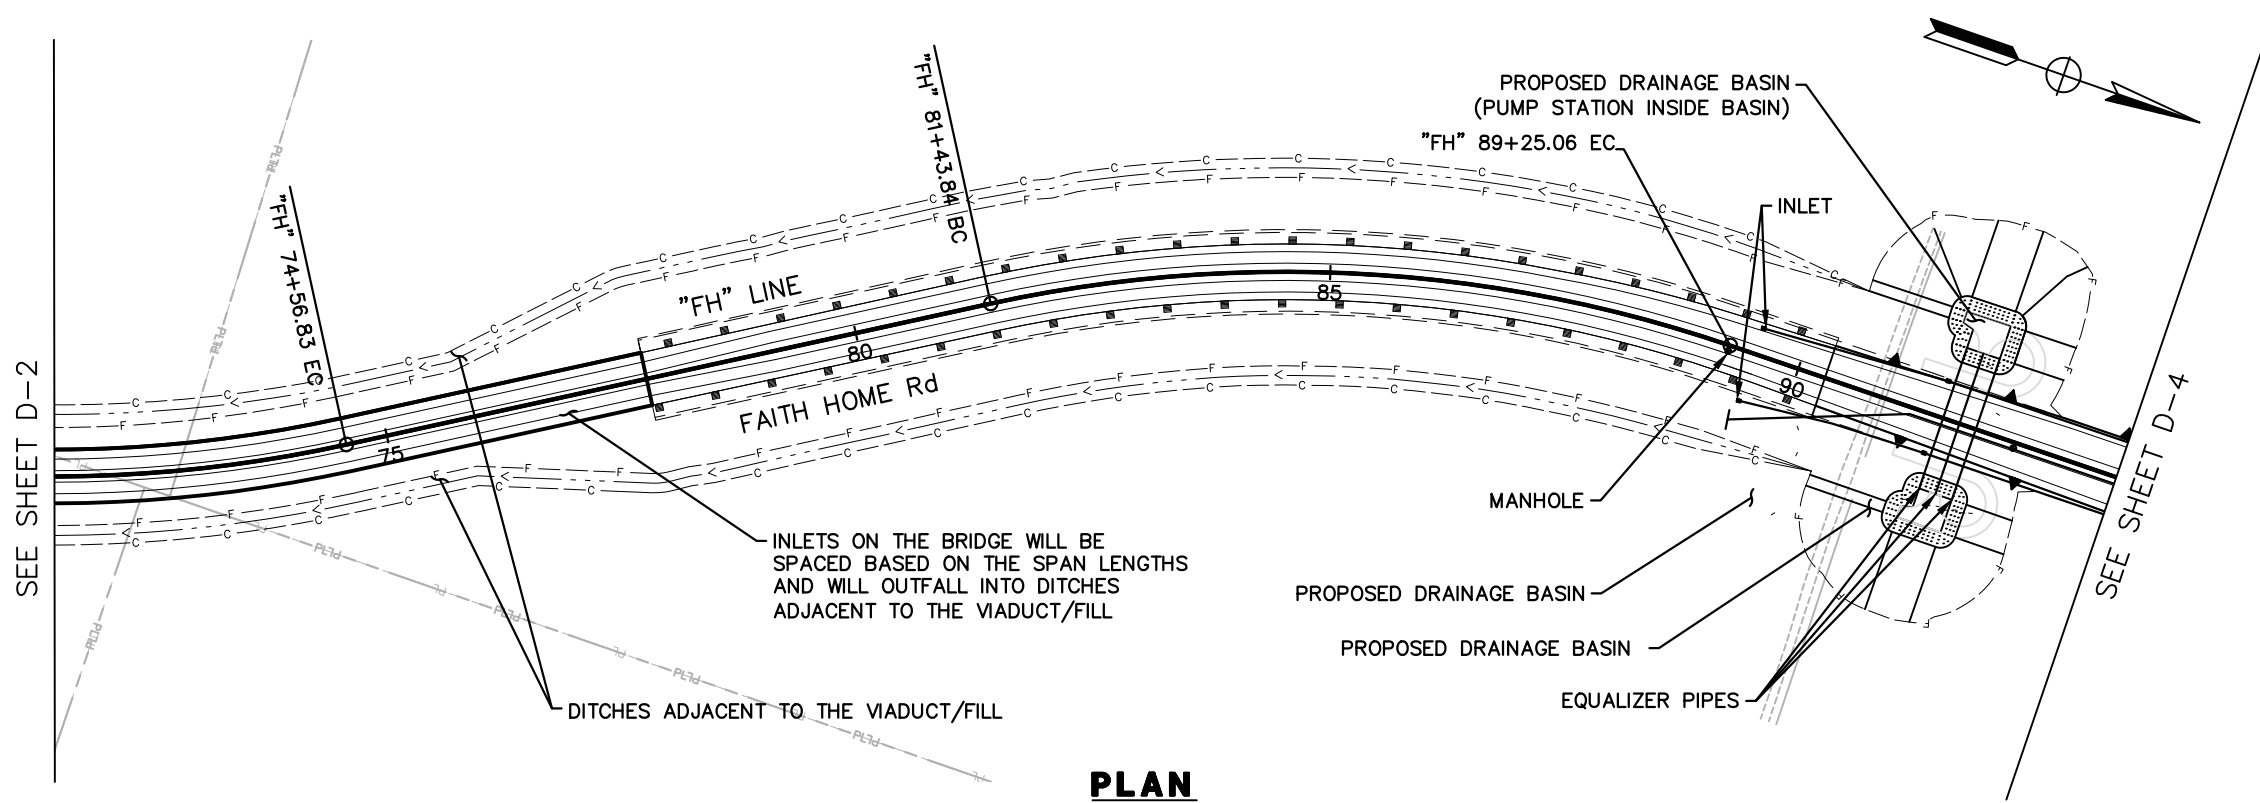 SEE SHEET D-2
"FH" 74+56.83 EC
"FH" 81+43.84 BC
"FH" LINE
FAITH HOME Rd
75
80
85
90
PROPOSED DRAINAGE BASIN
(PUMP STATION INSIDE BASIN)
"FH" 89+25.06 EC
INLET
MANHOLE
INLETS ON THE BRIDGE WILL BE
SPACED BASED ON THE SPAN LENGTHS
AND WILL OUTFALL INTO DITCHES
ADJACENT TO THE VIADUCT/FILL
DITCHES ADJACENT TO THE VIADUCT/FILL
PROPOSED DRAINAGE BASIN
PROPOSED DRAINAGE BASIN
EQUALIZER PIPES
SEE SHEET D-4
PLAN